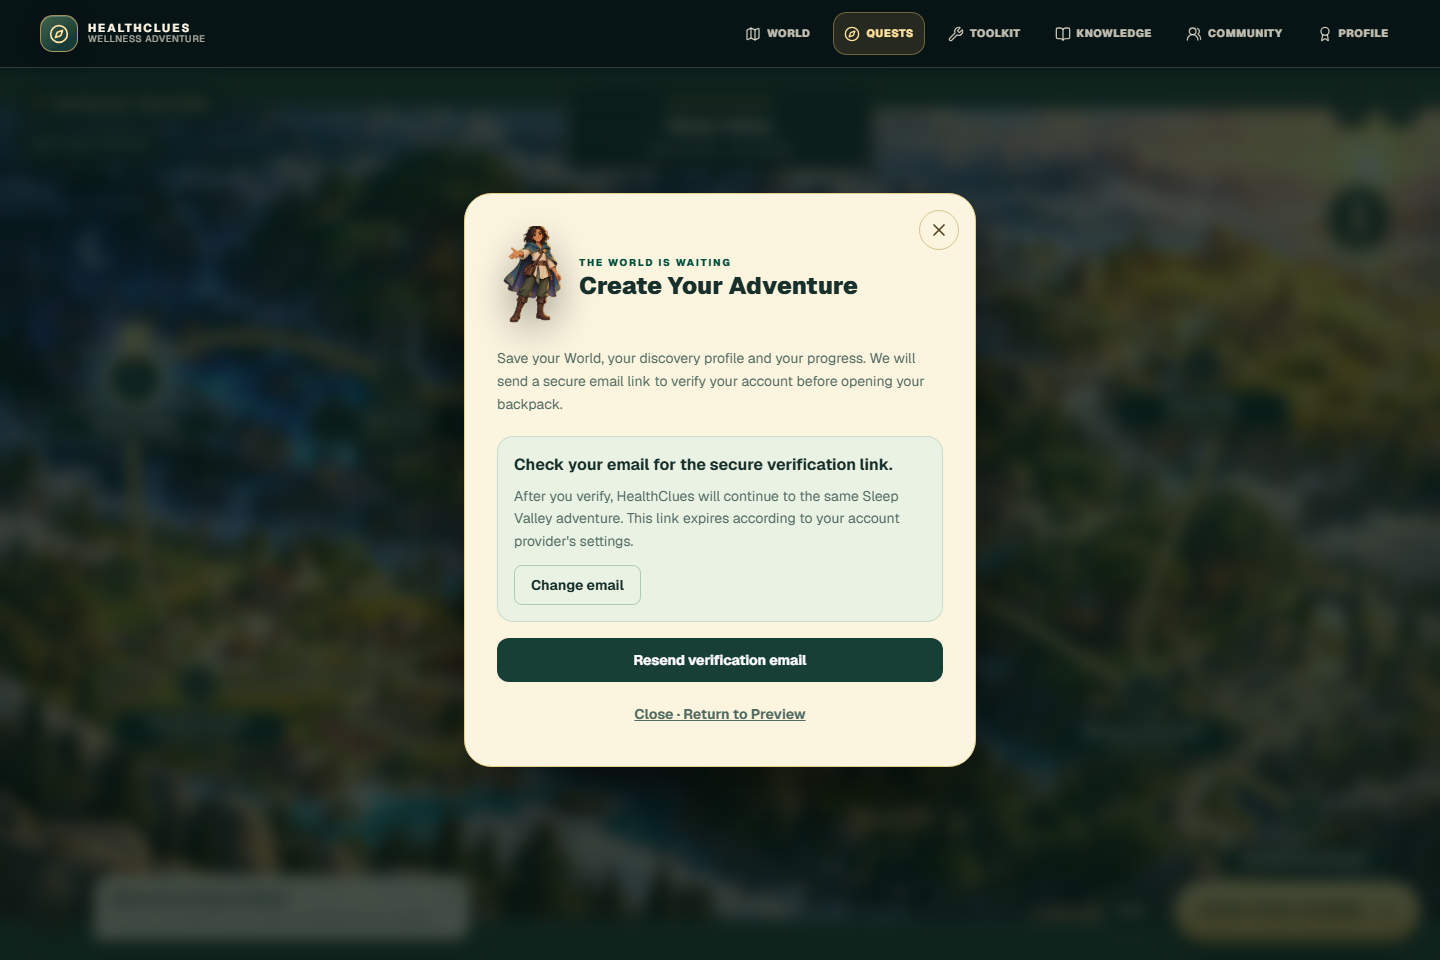 HEALTHCLUES
WELLNESS ADVENTURE
WORLD
QUESTS
TOOLKIT
KNOWLEDGE
COMMUNITY
PROFILE
THE WORLD IS WAITING
Create Your Adventure
Save your World, your discovery profile and your progress. We will
send a secure email link to verify your account before opening your
backpack.
Check your email for the secure verification link.
After you verify, HealthClues will continue to the same Sleep
Valley adventure. This link expires according to your account
provider's settings.
Change email
Resend verification email
Close · Return to Preview